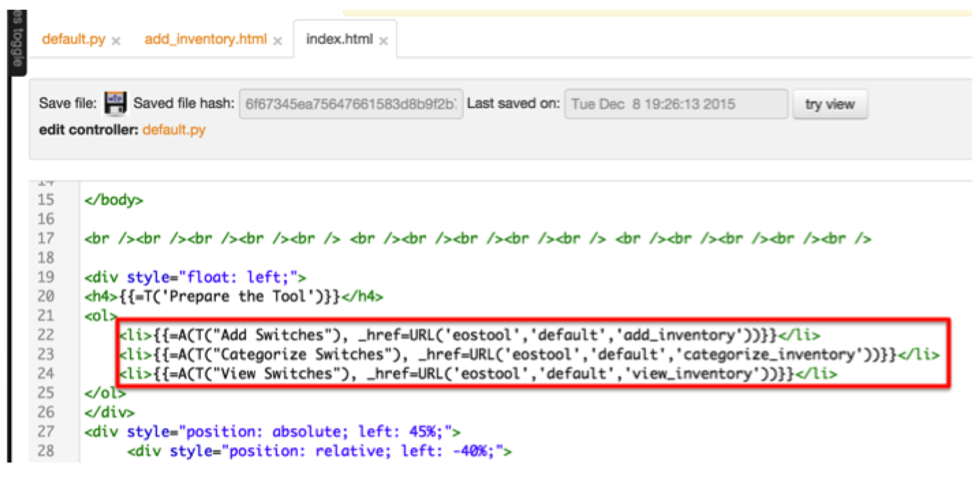 es toggle
default.py × add_inventory.html × index.html ×
Save file: Saved file hash: 6f67345ea75647661583d8b9f2b Last saved on: Tue Dec 8 19:26:13 2015 try view
edit controller: default.py
14
15 </body>
16
17 <br /><br /><br /><br /><br /> <br /><br /><br /><br /><br /> <br /><br /><br /><br /><br />
18
19 <div style="float: left;">
20 <h4>{{=T('Prepare the Tool')}}</h4>
21 <ol>
22 <li>{{=A(T("Add Switches"), _href=URL('eostool','default','add_inventory'))}}</li>
23 <li>{{=A(T("Categorize Switches"), _href=URL('eostool','default','categorize_inventory'))}}</li>
24 <li>{{=A(T("View Switches"), _href=URL('eostool','default','view_inventory'))}}</li>
25 </ol>
26 </div>
27 <div style="position: absolute; left: 45%;">
28 <div style="position: relative; left: -40%;">